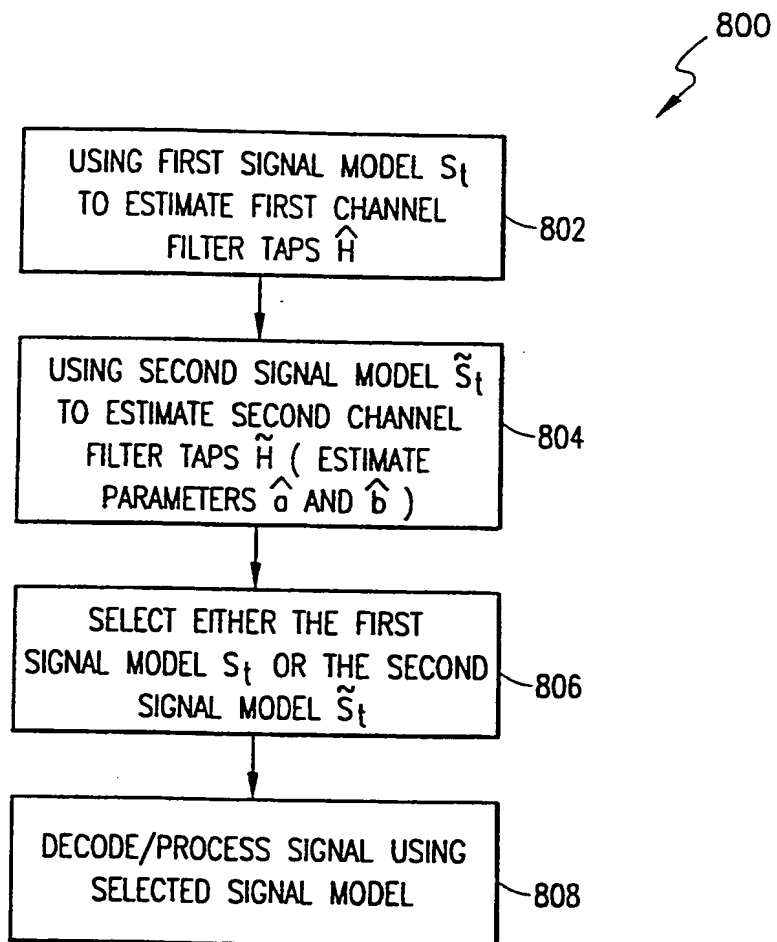 800
USING FIRST SIGNAL MODEL Sₜ
TO ESTIMATE FIRST CHANNEL
FILTER TAPS Ĥ
802
USING SECOND SIGNAL MODEL S̃ₜ
TO ESTIMATE SECOND CHANNEL
FILTER TAPS H̃ ( ESTIMATE
PARAMETERS â AND b̂ )
804
SELECT EITHER THE FIRST
SIGNAL MODEL Sₜ OR THE SECOND
SIGNAL MODEL S̃ₜ
806
DECODE/PROCESS SIGNAL USING
SELECTED SIGNAL MODEL
808